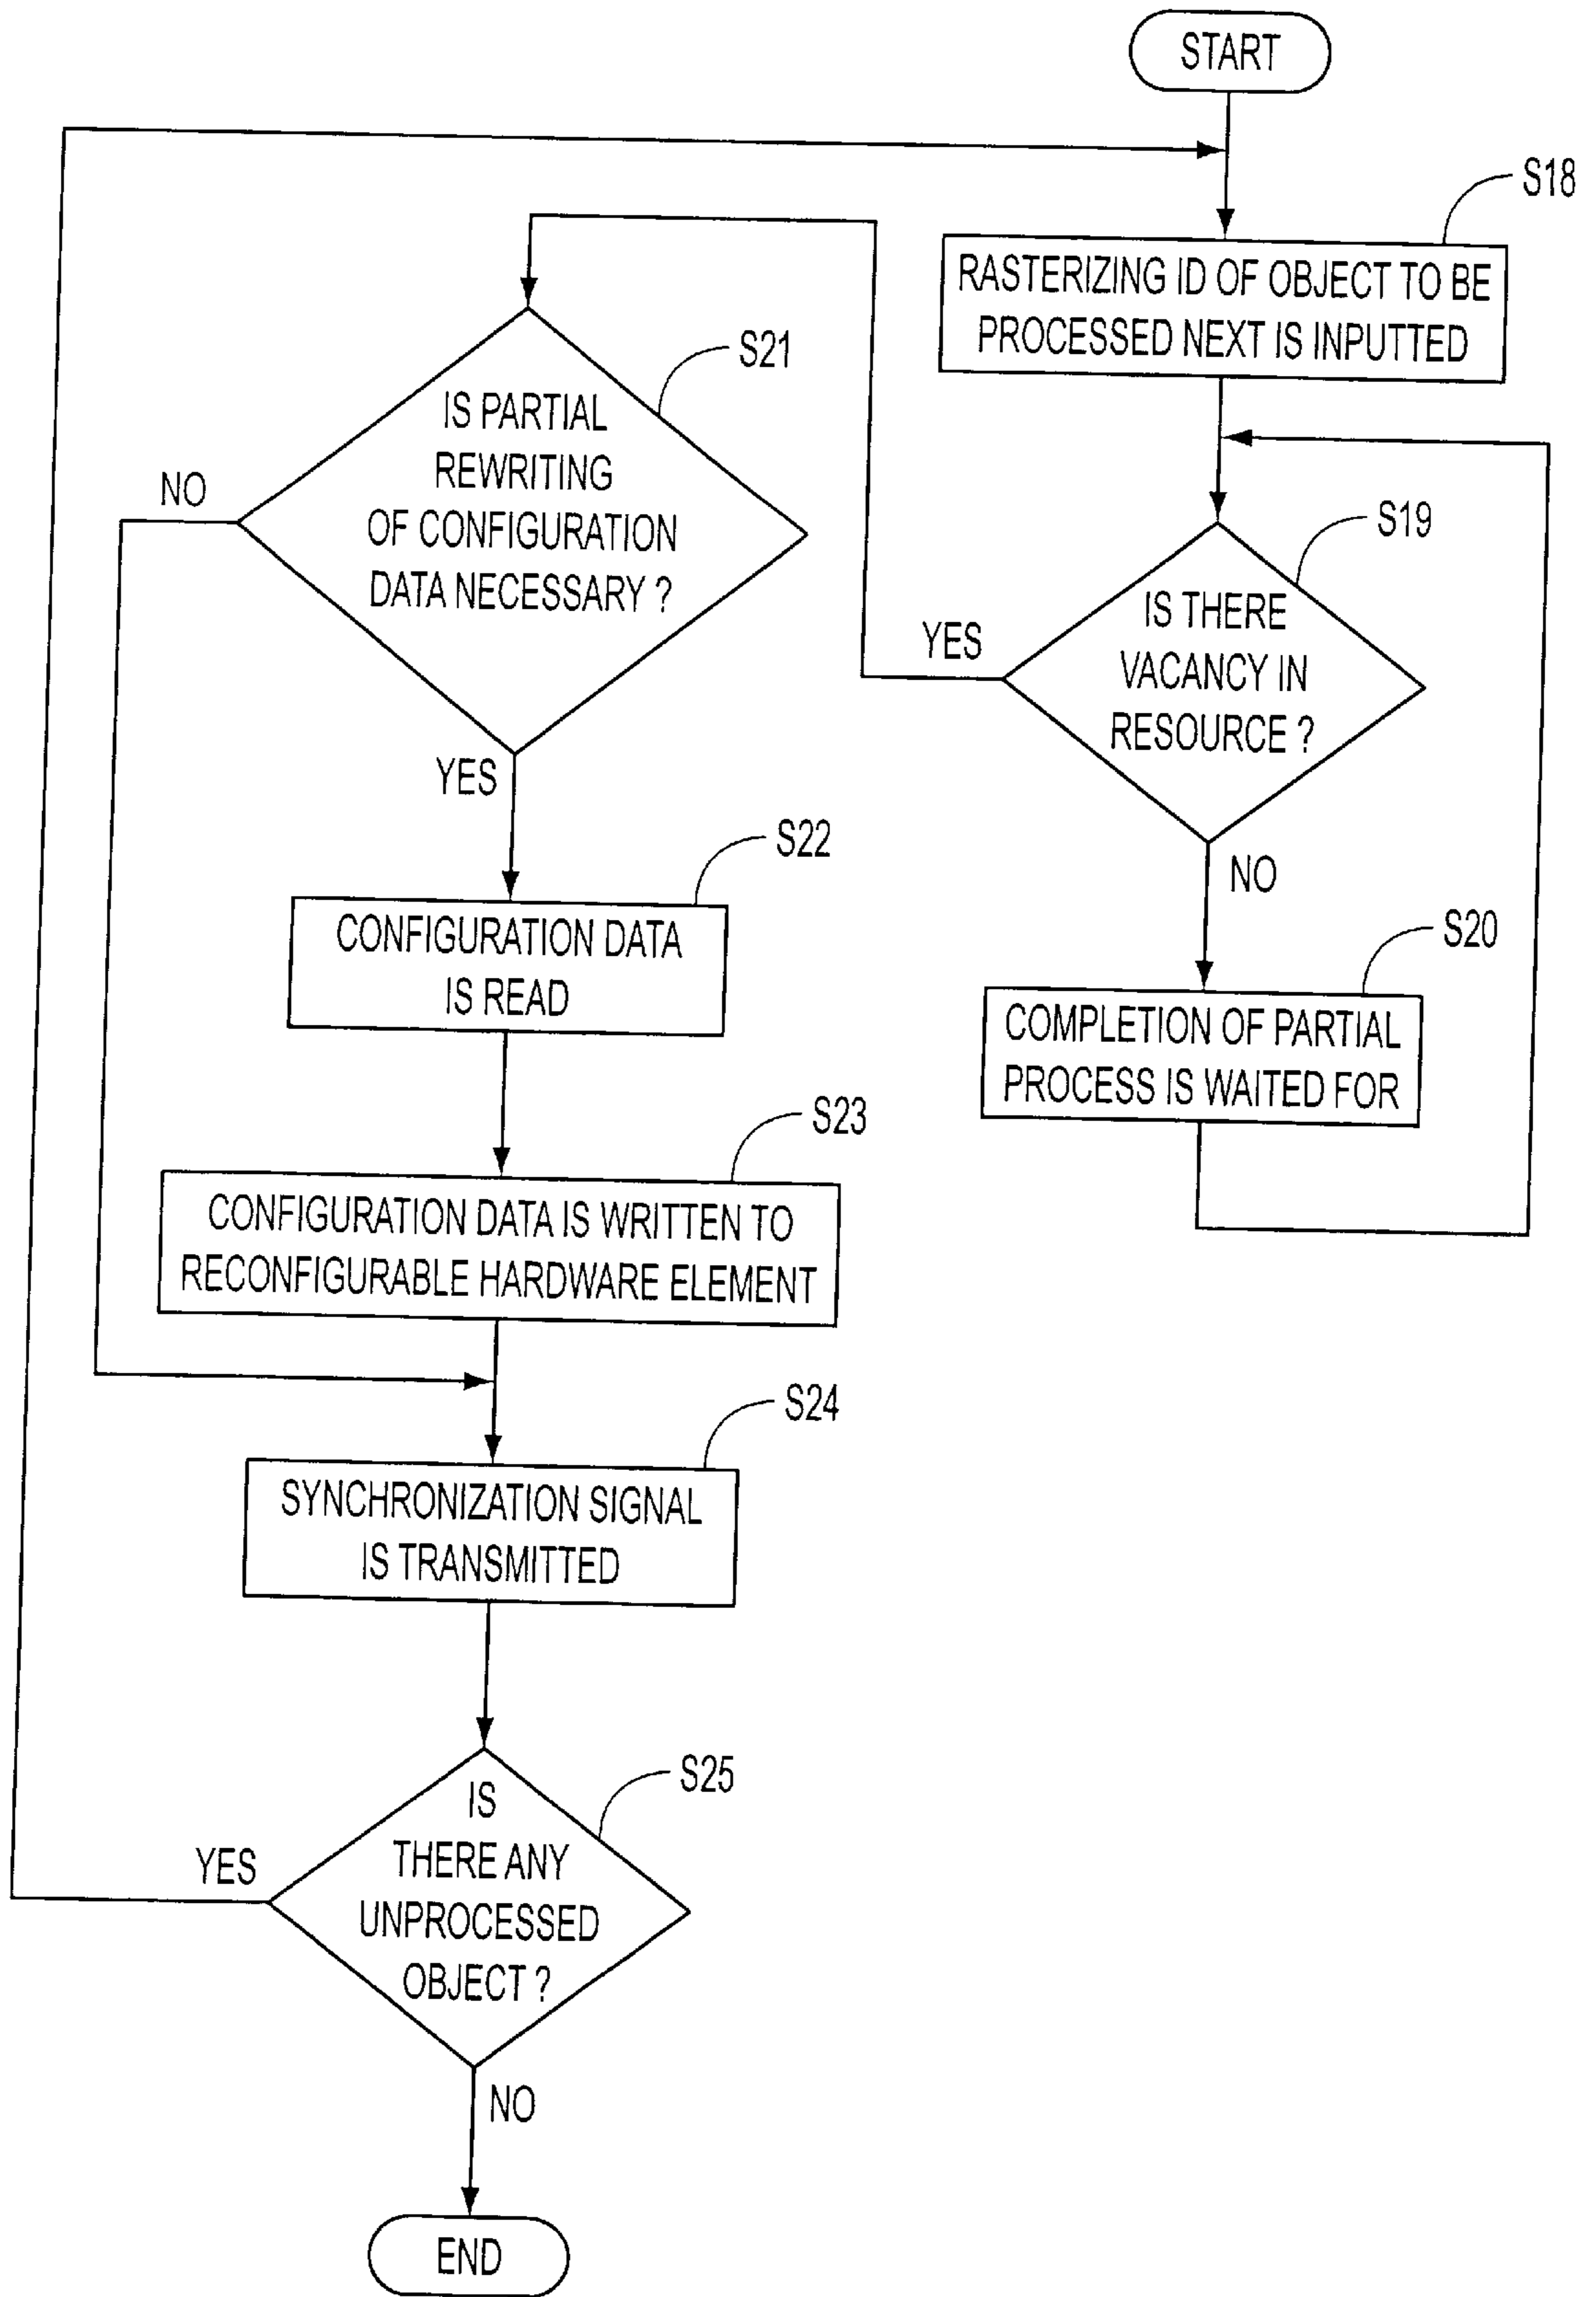 START
S18
RASTERIZING ID OF OBJECT TO BE
PROCESSED NEXT IS INPUTTED
S19
IS THERE
VACANCY IN
RESOURCE ?
YES
NO
S20
COMPLETION OF PARTIAL
PROCESS IS WAITED FOR
S21
IS PARTIAL
REWRITING
OF CONFIGURATION
DATA NECESSARY ?
NO
YES
S22
CONFIGURATION DATA
IS READ
S23
CONFIGURATION DATA IS WRITTEN TO
RECONFIGURABLE HARDWARE ELEMENT
S24
SYNCHRONIZATION SIGNAL
IS TRANSMITTED
S25
IS
THERE ANY
UNPROCESSED
OBJECT ?
YES
NO
END